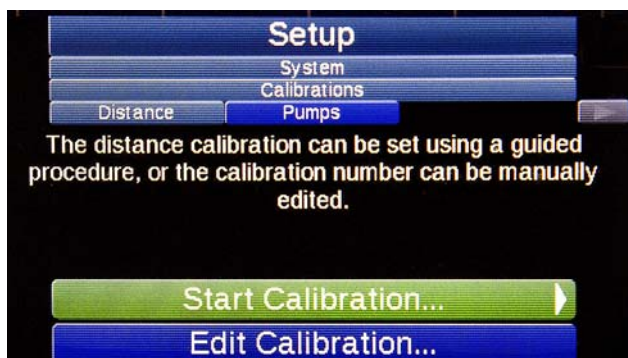 Setup
System
Calibrations
Distance Pumps
The distance calibration can be set using a guided
procedure, or the calibration number can be manually
edited.
Start Calibration...
Edit Calibration...